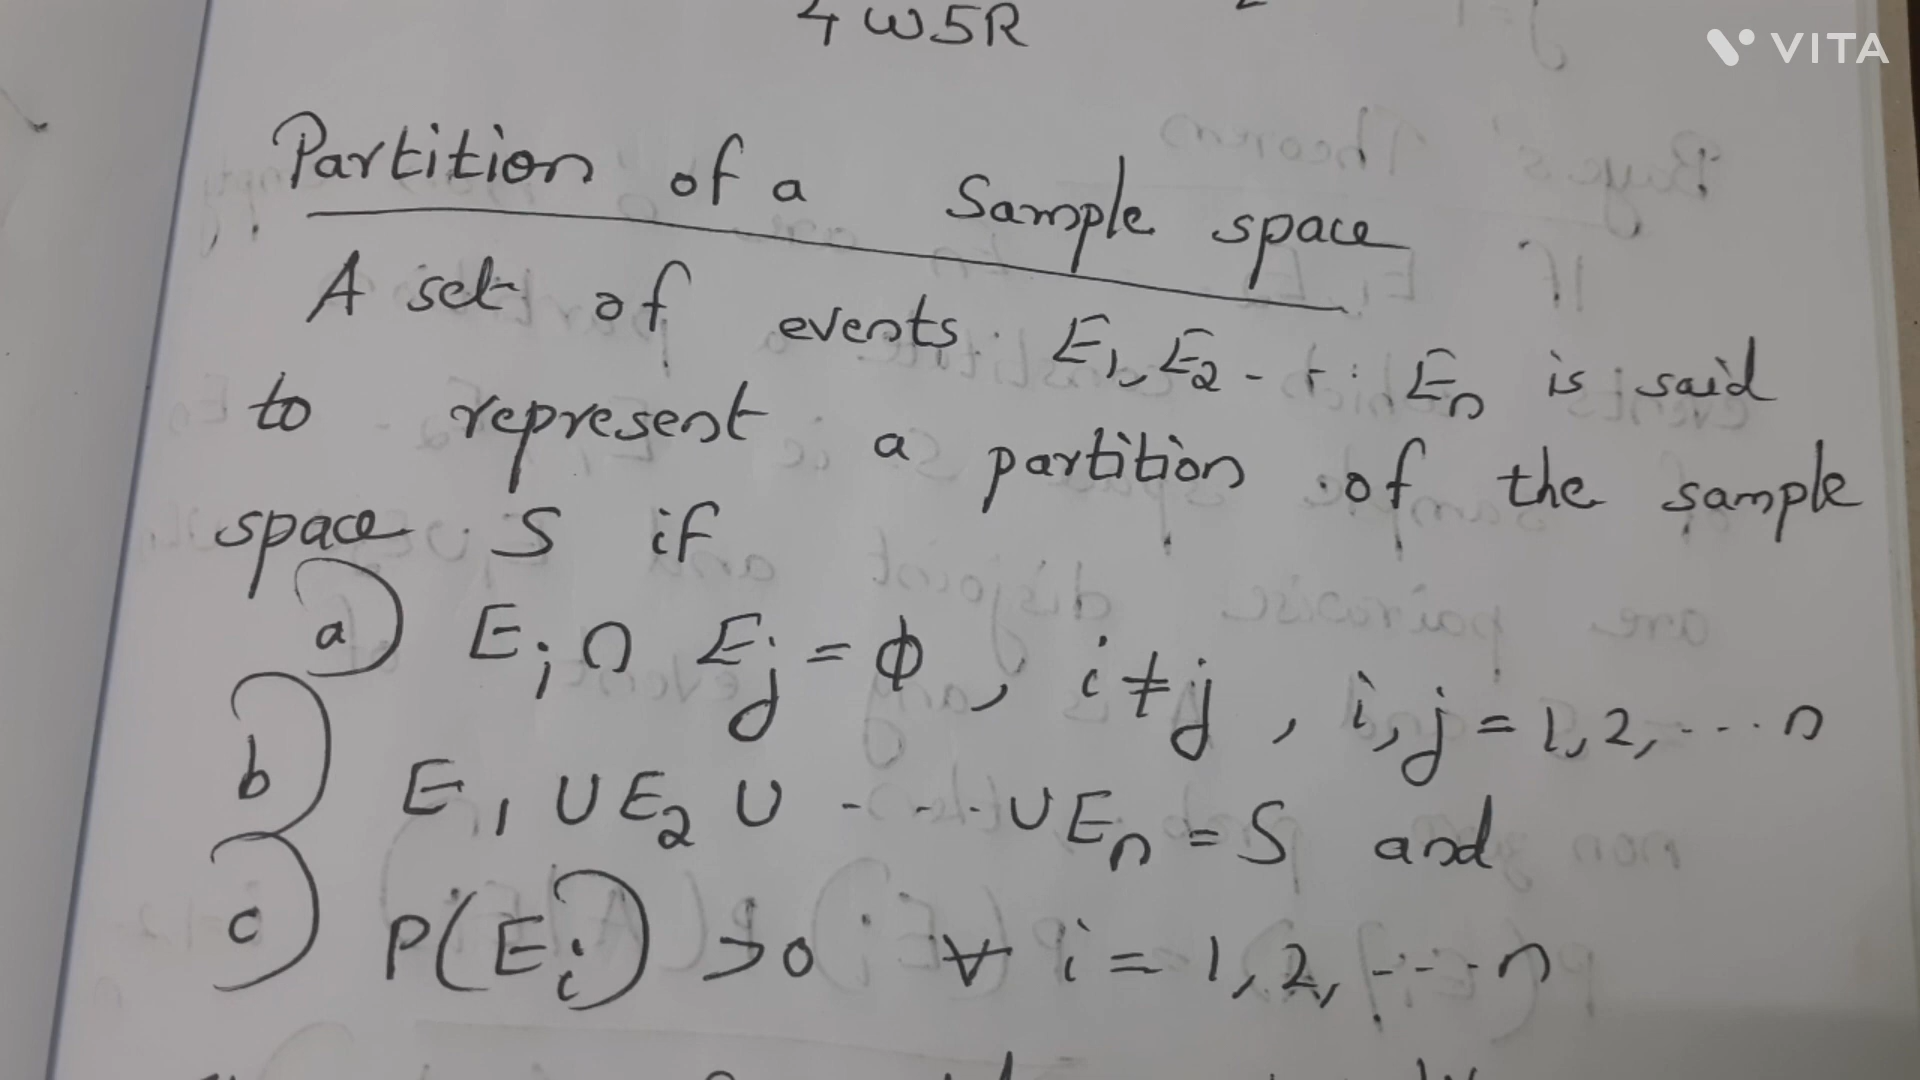 4W5R
VITA
Partition of a Sample space
A set of events E₁, E₂ - - - Eₙ is said
to represent a partition of the sample
space S if
a) Eᵢ ∩ Eⱼ = ϕ, i ≠ j, i, j = 1, 2, ... n
b) E₁ ∪ E₂ ∪ - - - ∪ Eₙ = S and
c) P(Eᵢ) > 0 ∀ i = 1, 2, - - - n